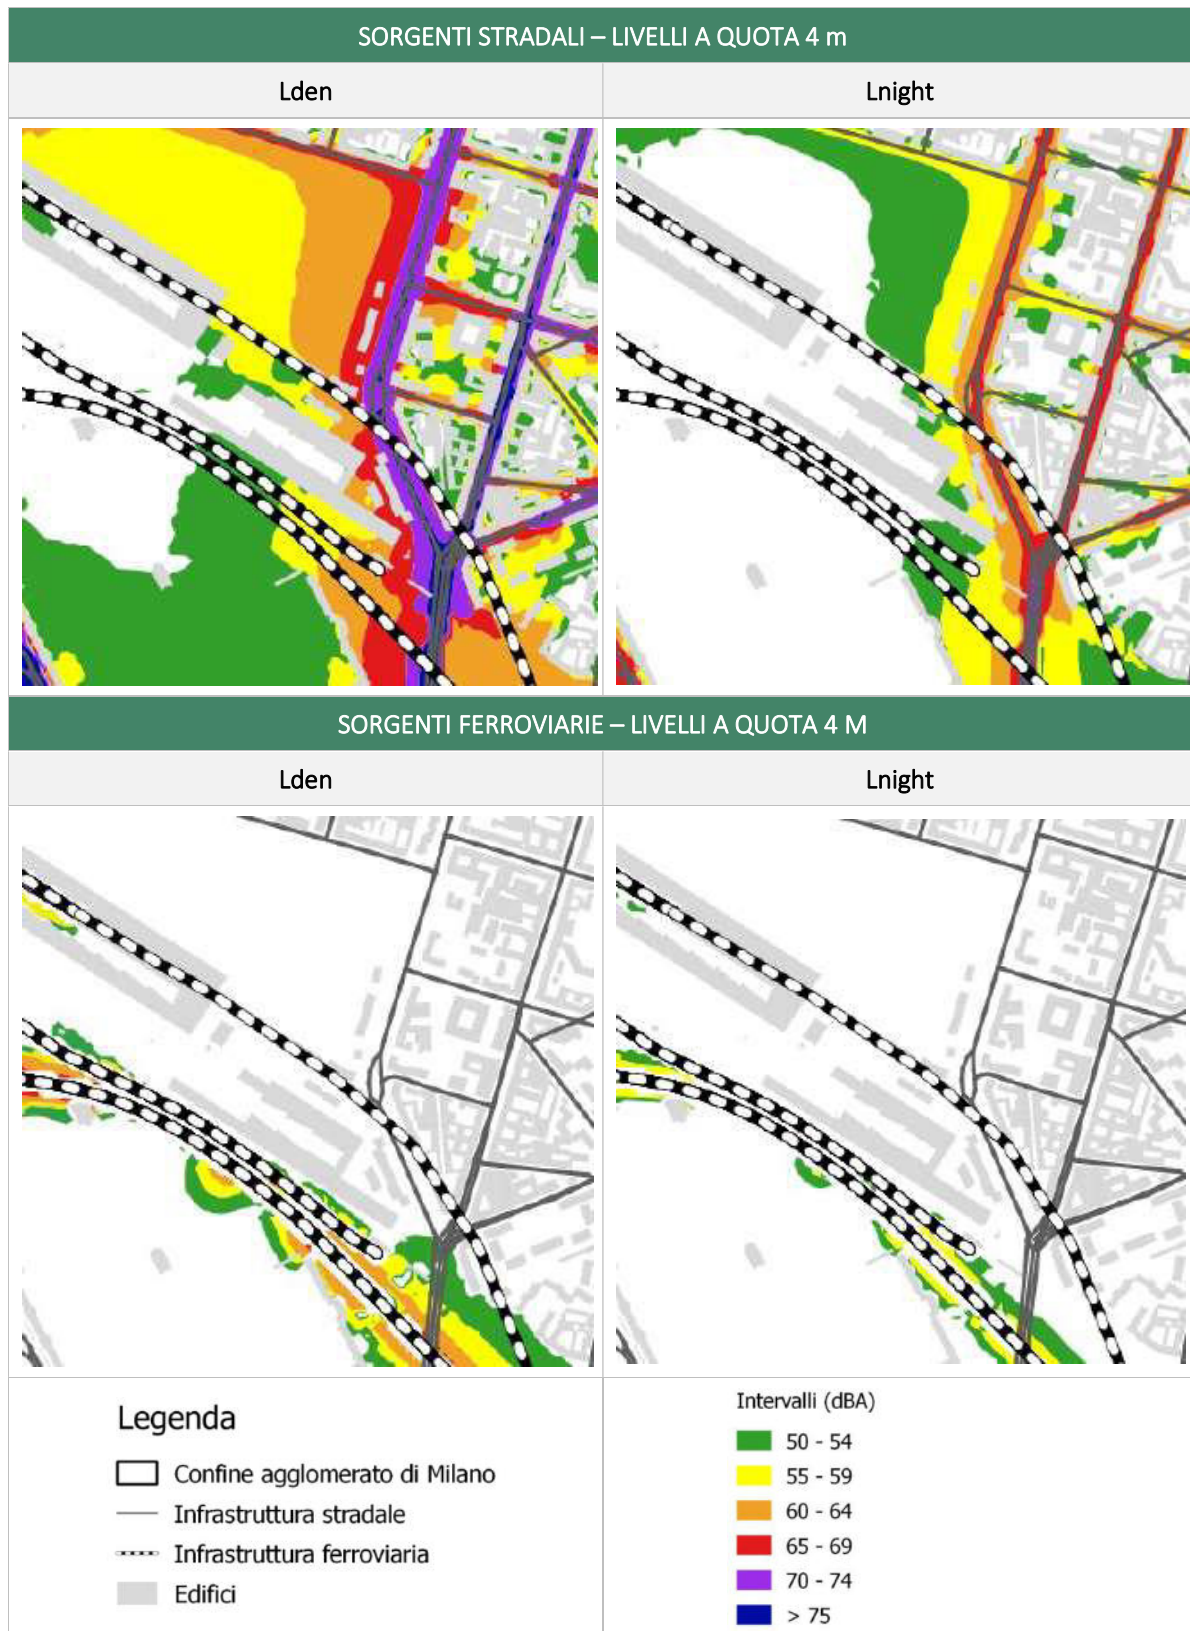 SORGENTI STRADALI – LIVELLI A QUOTA 4 m
Lden
Lnight
SORGENTI FERROVIARIE – LIVELLI A QUOTA 4 M
Lden
Lnight
Legenda
Confine agglomerato di Milano
Infrastruttura stradale
Infrastruttura ferroviaria
Edifici
Intervalli (dBA)
50 - 54
55 - 59
60 - 64
65 - 69
70 - 74
> 75